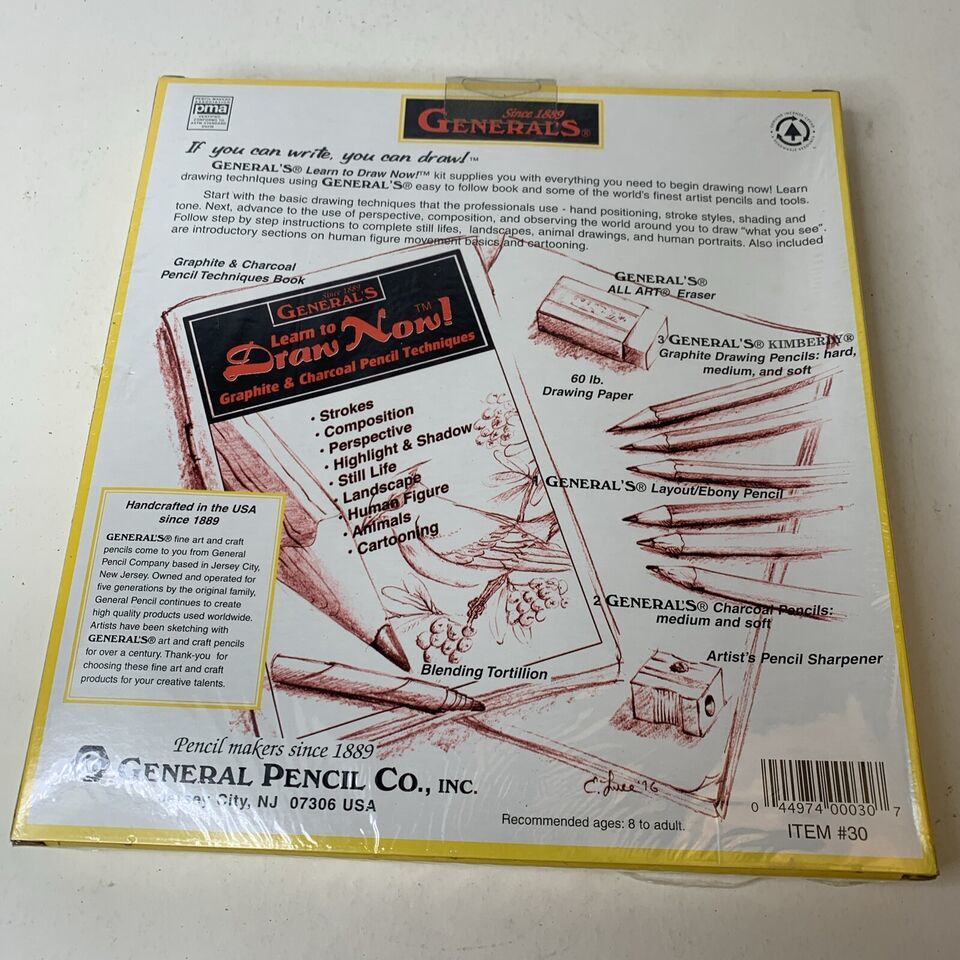 pma
CERTIFIED
Since 1889
GENERAL'S®
If you can write, you can draw!™
GENERAL'S® Learn to Draw Now!™ kit supplies you with everything you need to begin drawing now! Learn
drawing techniques using GENERAL'S® easy to follow book and some of the world's finest artist pencils and tools.
Start with the basic drawing techniques that the professionals use - hand positioning, stroke styles, shading and
tone. Next, advance to the use of perspective, composition, and observing the world around you to draw "what you see".
Follow step by step instructions to complete still lifes, landscapes, animal drawings, and human portraits. Also included
are introductory sections on human figure movement basics and cartooning.
Graphite & Charcoal
Pencil Techniques Book
Since 1889
GENERAL'S
Learn to
Draw Now!™
Graphite & Charcoal Pencil Techniques
• Strokes
• Composition
• Perspective
• Highlight & Shadow
• Still Life
• Landscape
• Human Figure
• Animals
• Cartooning
GENERAL'S®
ALL ART® Eraser
3 GENERAL'S® KIMBERLY®
Graphite Drawing Pencils: hard,
medium, and soft
60 lb.
Drawing Paper
1 GENERAL'S® Layout/Ebony Pencil
2 GENERAL'S® Charcoal Pencils:
medium and soft
Artist's Pencil Sharpener
Blending Tortillion
Handcrafted in the USA
since 1889
GENERAL'S® fine art and craft
pencils come to you from General
Pencil Company based in Jersey City,
New Jersey. Owned and operated for
five generations by the original family,
General Pencil continues to create
high quality products used worldwide.
Artists have been sketching with
GENERAL'S® art and craft pencils
for over a century. Thank-you for
choosing these fine art and craft
products for your creative talents.
Pencil makers since 1889
GENERAL PENCIL CO., INC.
Jersey City, NJ 07306 USA
Recommended ages: 8 to adult.
0 44974 00030 7
ITEM #30